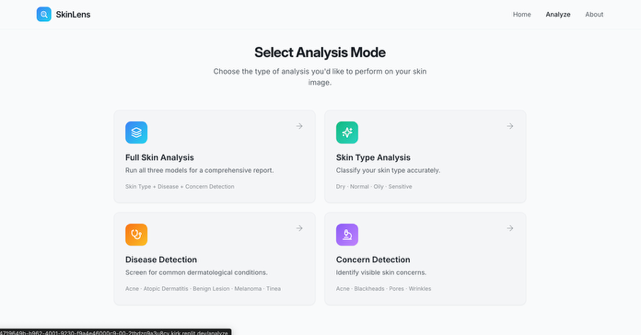 SkinLens
Home
Analyze
About
Select Analysis Mode
Choose the type of analysis you'd like to perform on your skin
image.
Full Skin Analysis
Run all three models for a comprehensive report.
Skin Type + Disease + Concern Detection
Skin Type Analysis
Classify your skin type accurately.
Dry · Normal · Oily · Sensitive
Disease Detection
Screen for common dermatological conditions.
Acne · Atopic Dermatitis · Benign Lesion · Melanoma · Tinea
Concern Detection
Identify visible skin concerns.
Acne · Blackheads · Pores · Wrinkles